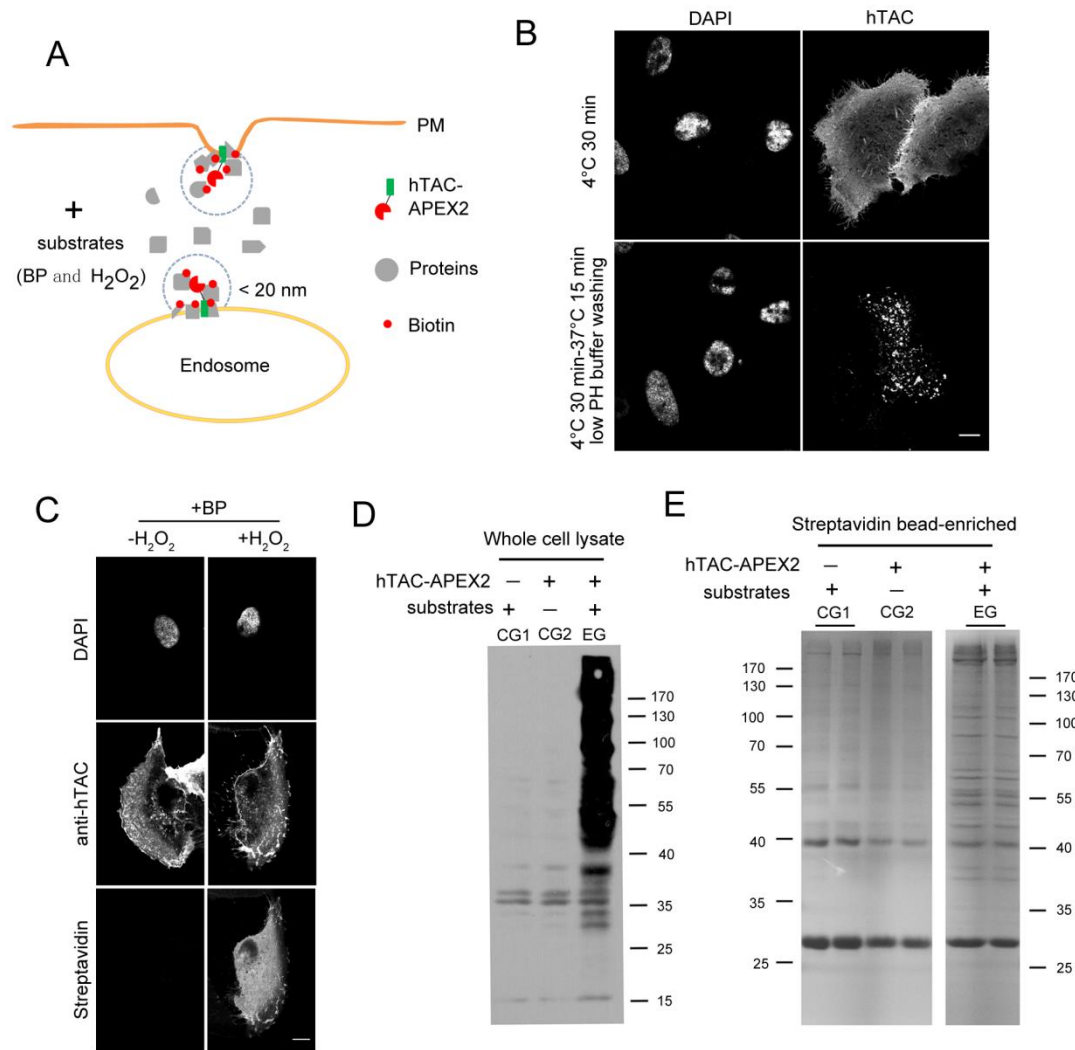 A
PM
hTAC-
APEX2
+
substrates
(BP and H₂O₂)
Proteins
< 20 nm
Biotin
Endosome
B
DAPI
hTAC
4°C 30 min
4°C 30 min-37°C 15 min
low PH buffer washing
C
+BP
-H₂O₂
+H₂O₂
DAPI
anti-hTAC
Streptavidin
D
Whole cell lysate
hTAC-APEX2 – + +
substrates + – +
CG1 CG2 EG
170
130
100
70
55
40
35
25
15
E
Streptavidin bead-enriched
hTAC-APEX2 – + +
substrates + – +
CG1 CG2 EG
170
130
100
70
55
40
35
25
170
130
100
70
55
40
35
25